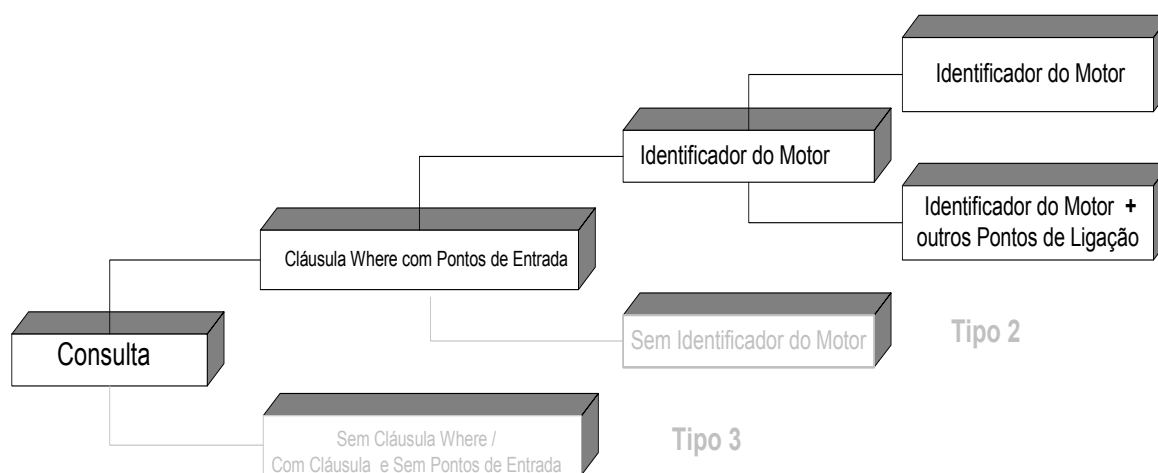 Identificador do Motor
Identificador do Motor
Identificador do Motor +
outros Pontos de Ligação
Cláusula Where com Pontos de Entrada
Sem Identificador do Motor
Tipo 2
Consulta
Sem Cláusula Where /
Com Cláusula e Sem Pontos de Entrada
Tipo 3